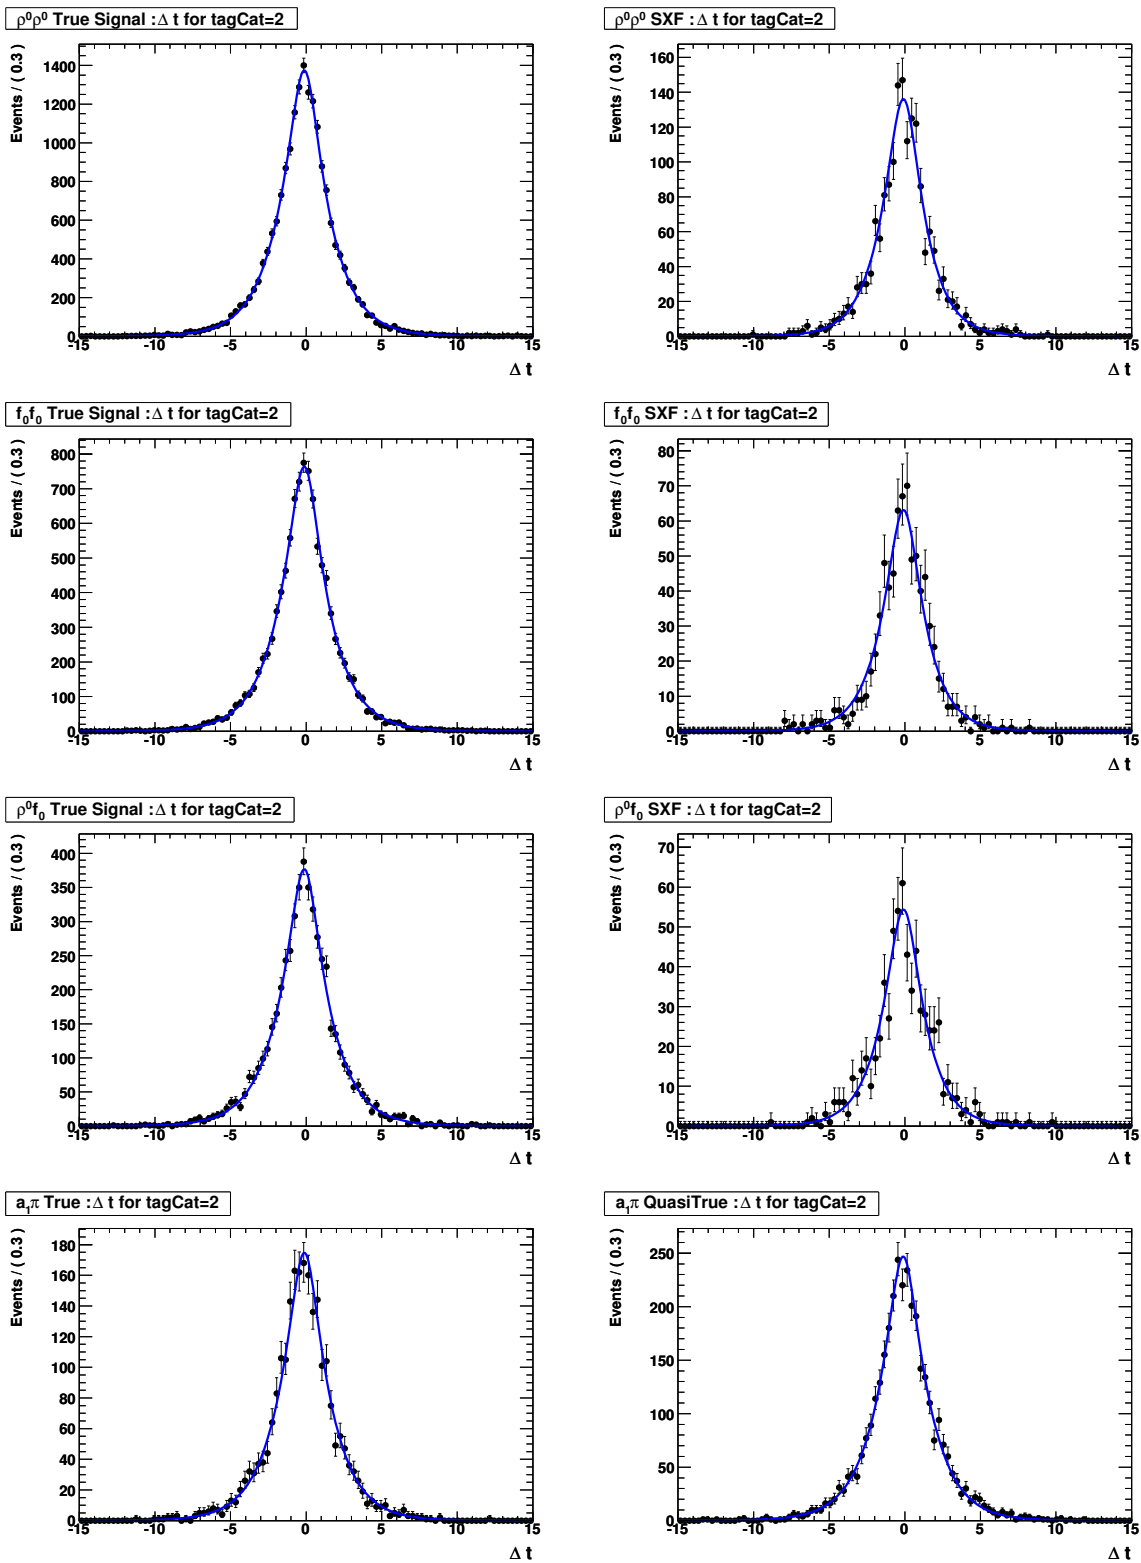 ρ⁰ρ⁰ True Signal : Δ t for tagCat=2
Events / ( 0.3 )
1400
1200
1000
800
600
400
200
0
-15 -10 -5 0 5 10 15
Δ t
ρ⁰ρ⁰ SXF : Δ t for tagCat=2
Events / ( 0.3 )
160
140
120
100
80
60
40
20
0
-15 -10 -5 0 5 10 15
Δ t
f₀f₀ True Signal : Δ t for tagCat=2
Events / ( 0.3 )
800
700
600
500
400
300
200
100
0
-15 -10 -5 0 5 10 15
Δ t
f₀f₀ SXF : Δ t for tagCat=2
Events / ( 0.3 )
80
70
60
50
40
30
20
10
0
-15 -10 -5 0 5 10 15
Δ t
ρ⁰f₀ True Signal : Δ t for tagCat=2
Events / ( 0.3 )
400
350
300
250
200
150
100
50
0
-15 -10 -5 0 5 10 15
Δ t
ρ⁰f₀ SXF : Δ t for tagCat=2
Events / ( 0.3 )
70
60
50
40
30
20
10
0
-15 -10 -5 0 5 10 15
Δ t
a₁π True : Δ t for tagCat=2
Events / ( 0.3 )
180
160
140
120
100
80
60
40
20
0
-15 -10 -5 0 5 10 15
Δ t
a₁π QuasiTrue : Δ t for tagCat=2
Events / ( 0.3 )
250
200
150
100
50
0
-15 -10 -5 0 5 10 15
Δ t